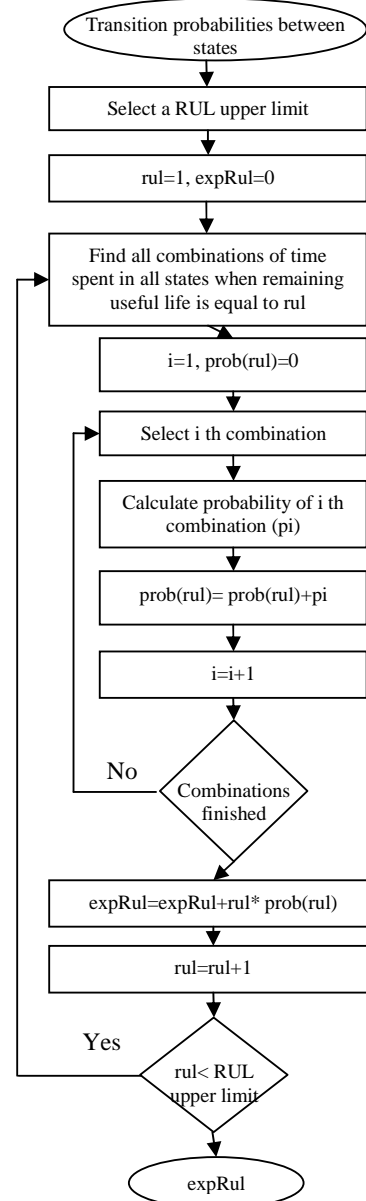 Transition probabilities between
states
Select a RUL upper limit
rul=1, expRul=0
Find all combinations of time
spent in all states when remaining
useful life is equal to rul
i=1, prob(rul)=0
Select i th combination
Calculate probability of i th
combination (pi)
prob(rul)= prob(rul)+pi
i=i+1
No
Combinations
finished
expRul=expRul+rul* prob(rul)
rul=rul+1
Yes
rul< RUL
upper limit
expRul